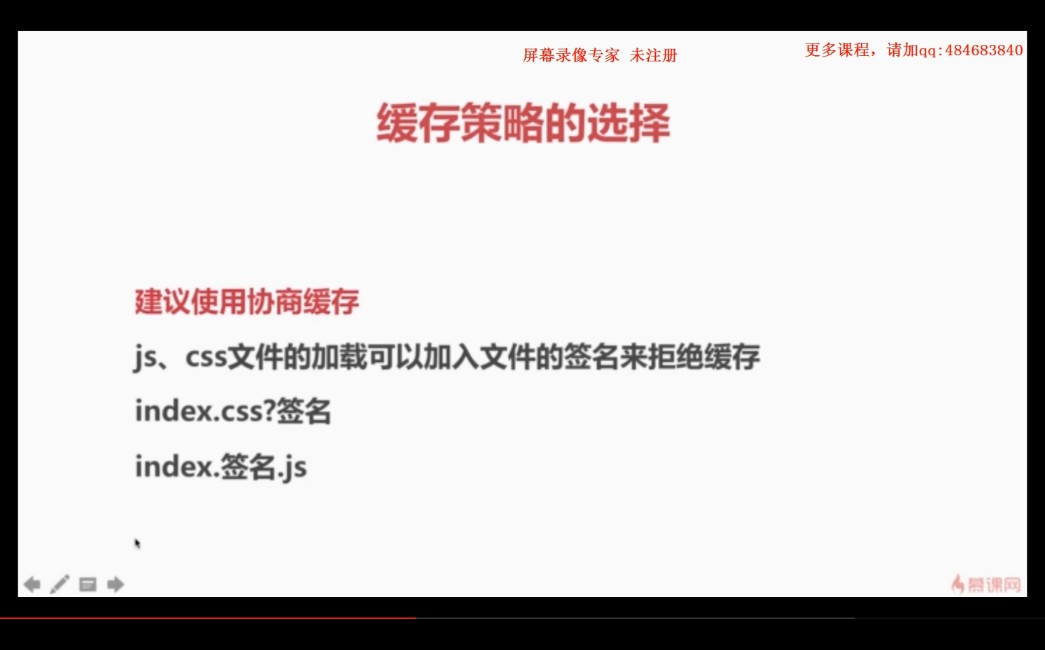 屏幕录像专家 未注册
更多课程，请加qq:484683840
缓存策略的选择
建议使用协商缓存
js、css文件的加载可以加入文件的签名来拒绝缓存
index.css?签名
index.签名.js
慕课网